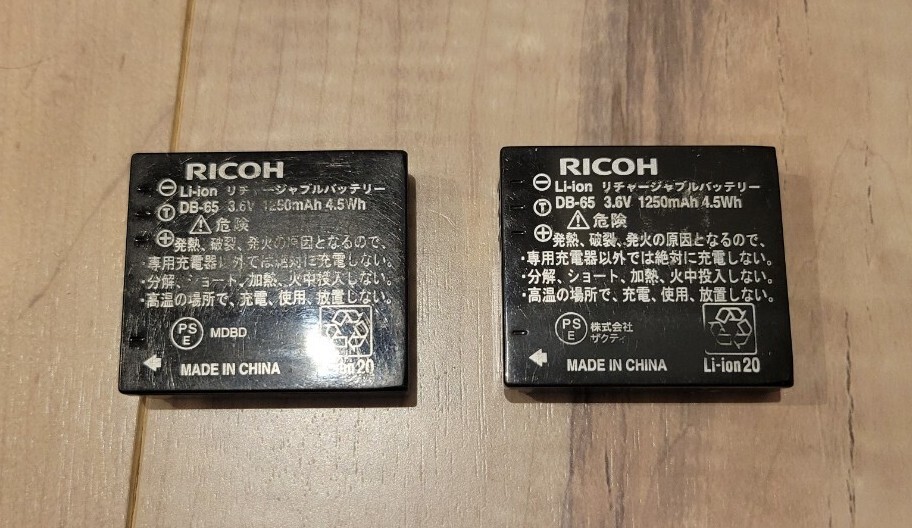 RICOH
Li-ion リチャージャブルバッテリー
DB-65 3.6V 1250mAh 4.5Wh
T
危険
発熱、破裂、発火の原因となるので、
専用充電器以外では絶対に充電しない。
・分解、ショート、加熱、火中投入しない。
・高温の場所で、充電、使用、放置しない。
PS
E
MDBD
MADE IN CHINA
Li-ion 20
RICOH
Li-ion リチャージャブルバッテリー
DB-65 3.6V 1250mAh 4.5Wh
T
危険
発熱、破裂、発火の原因となるので、
・専用充電器以外では絶対に充電しない。
・分解、ショート、加熱、火中投入しない。
・高温の場所で、充電、使用、放置しない。
PS
E
株式会社
ザクティ
MADE IN CHINA
Li-ion 20